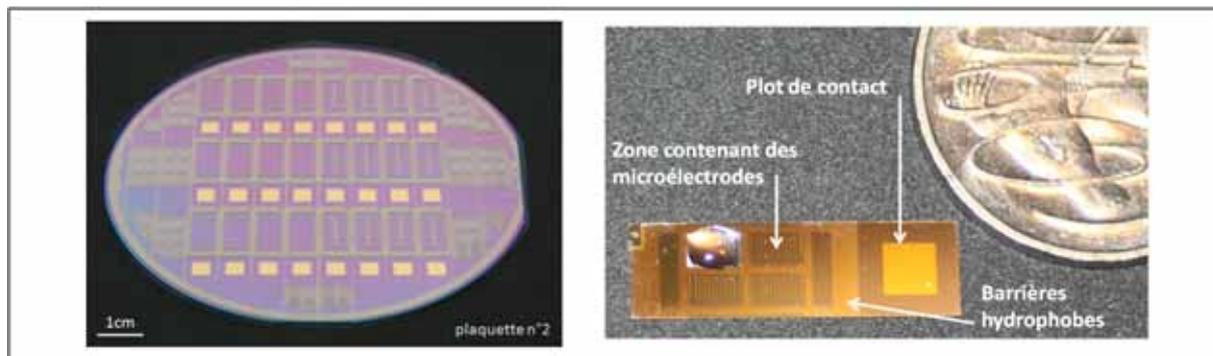 1cm
plaquette n°2
Plot de contact
Zone contenant des
microélectrodes
Barrières
hydrophobes